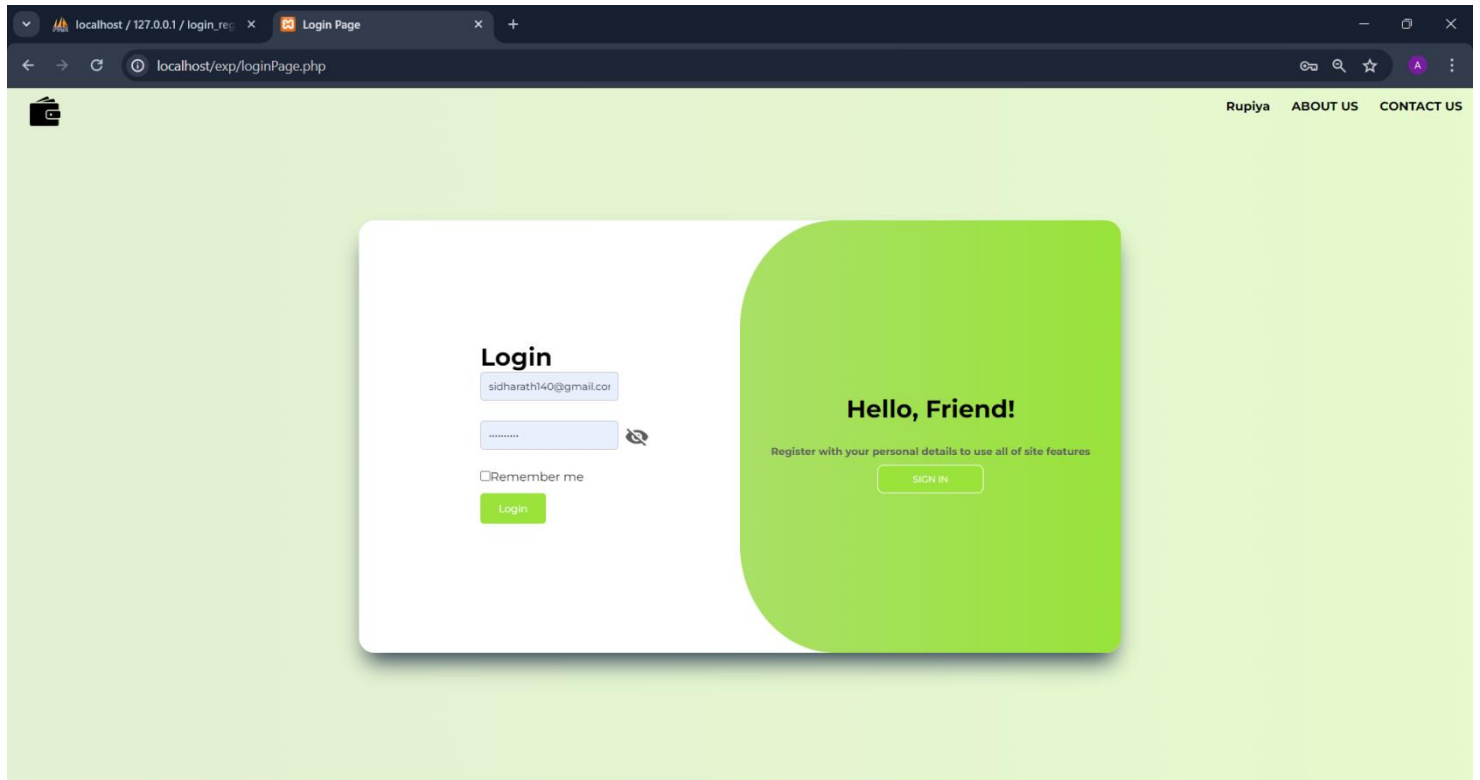 localhost / 127.0.0.1 / login_reg
Login Page
localhost/exp/loginPage.php
A
Rupiya ABOUT US CONTACT US
Login
sidharath140@gmail.cor
Remember me
Login
Hello, Friend!
Register with your personal details to use all of site features
SIGN IN